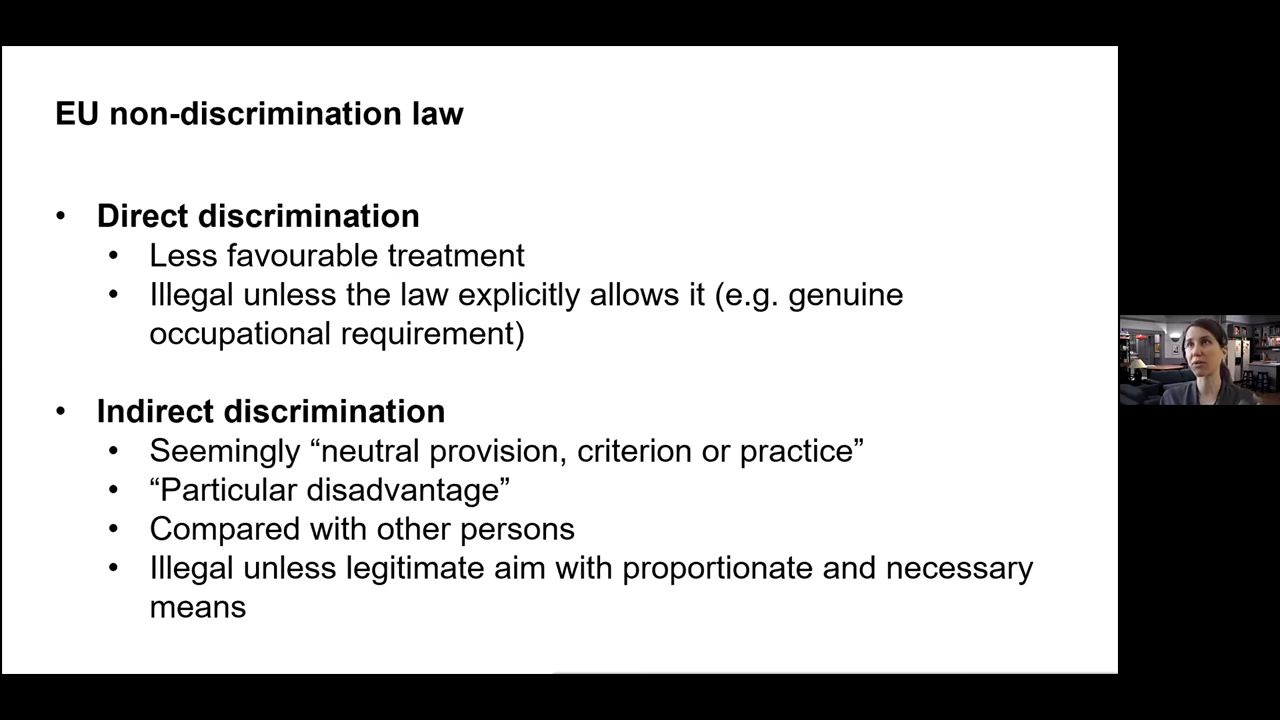 EU non-discrimination law
• Direct discrimination
• Less favourable treatment
• Illegal unless the law explicitly allows it (e.g. genuine
occupational requirement)
• Indirect discrimination
• Seemingly “neutral provision, criterion or practice”
• “Particular disadvantage”
• Compared with other persons
• Illegal unless legitimate aim with proportionate and necessary
means